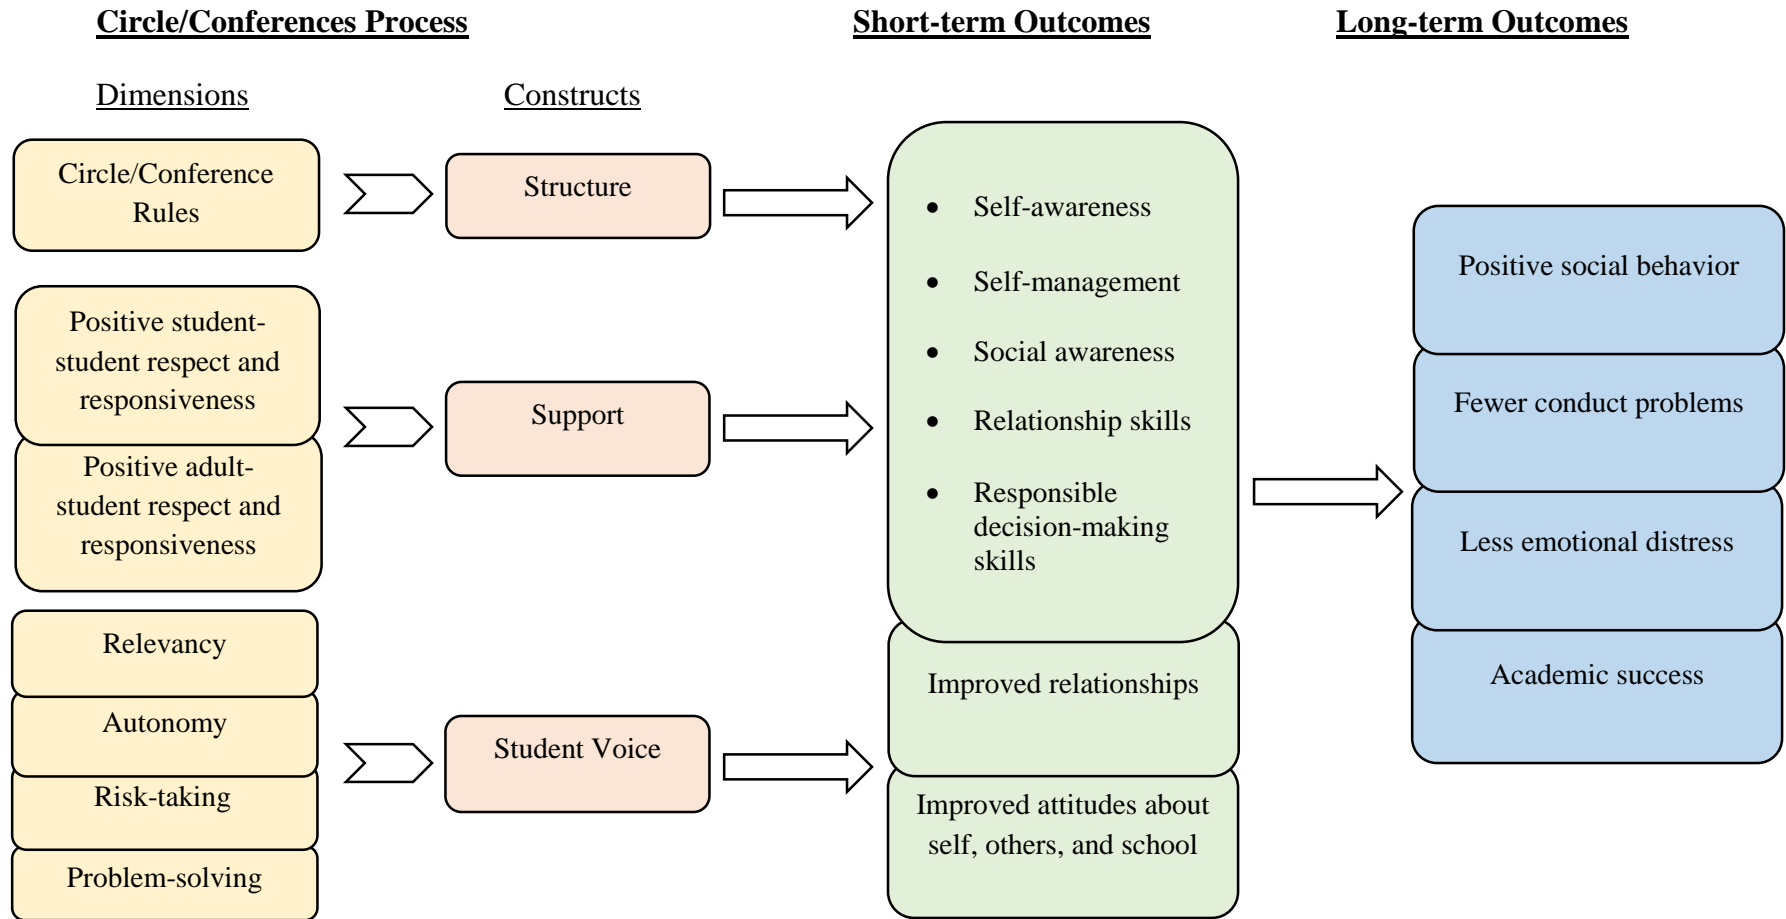 Circle/Conferences Process
Short-term Outcomes
Long-term Outcomes
Dimensions
Constructs
Circle/Conference
Rules
Positive student-
student respect and
responsiveness
Positive adult-
student respect and
responsiveness
Relevancy
Autonomy
Risk-taking
Problem-solving
Structure
Support
Student Voice
• Self-awareness
• Self-management
• Social awareness
• Relationship skills
• Responsible
decision-making
skills
Improved relationships
Improved attitudes about
self, others, and school
Positive social behavior
Fewer conduct problems
Less emotional distress
Academic success